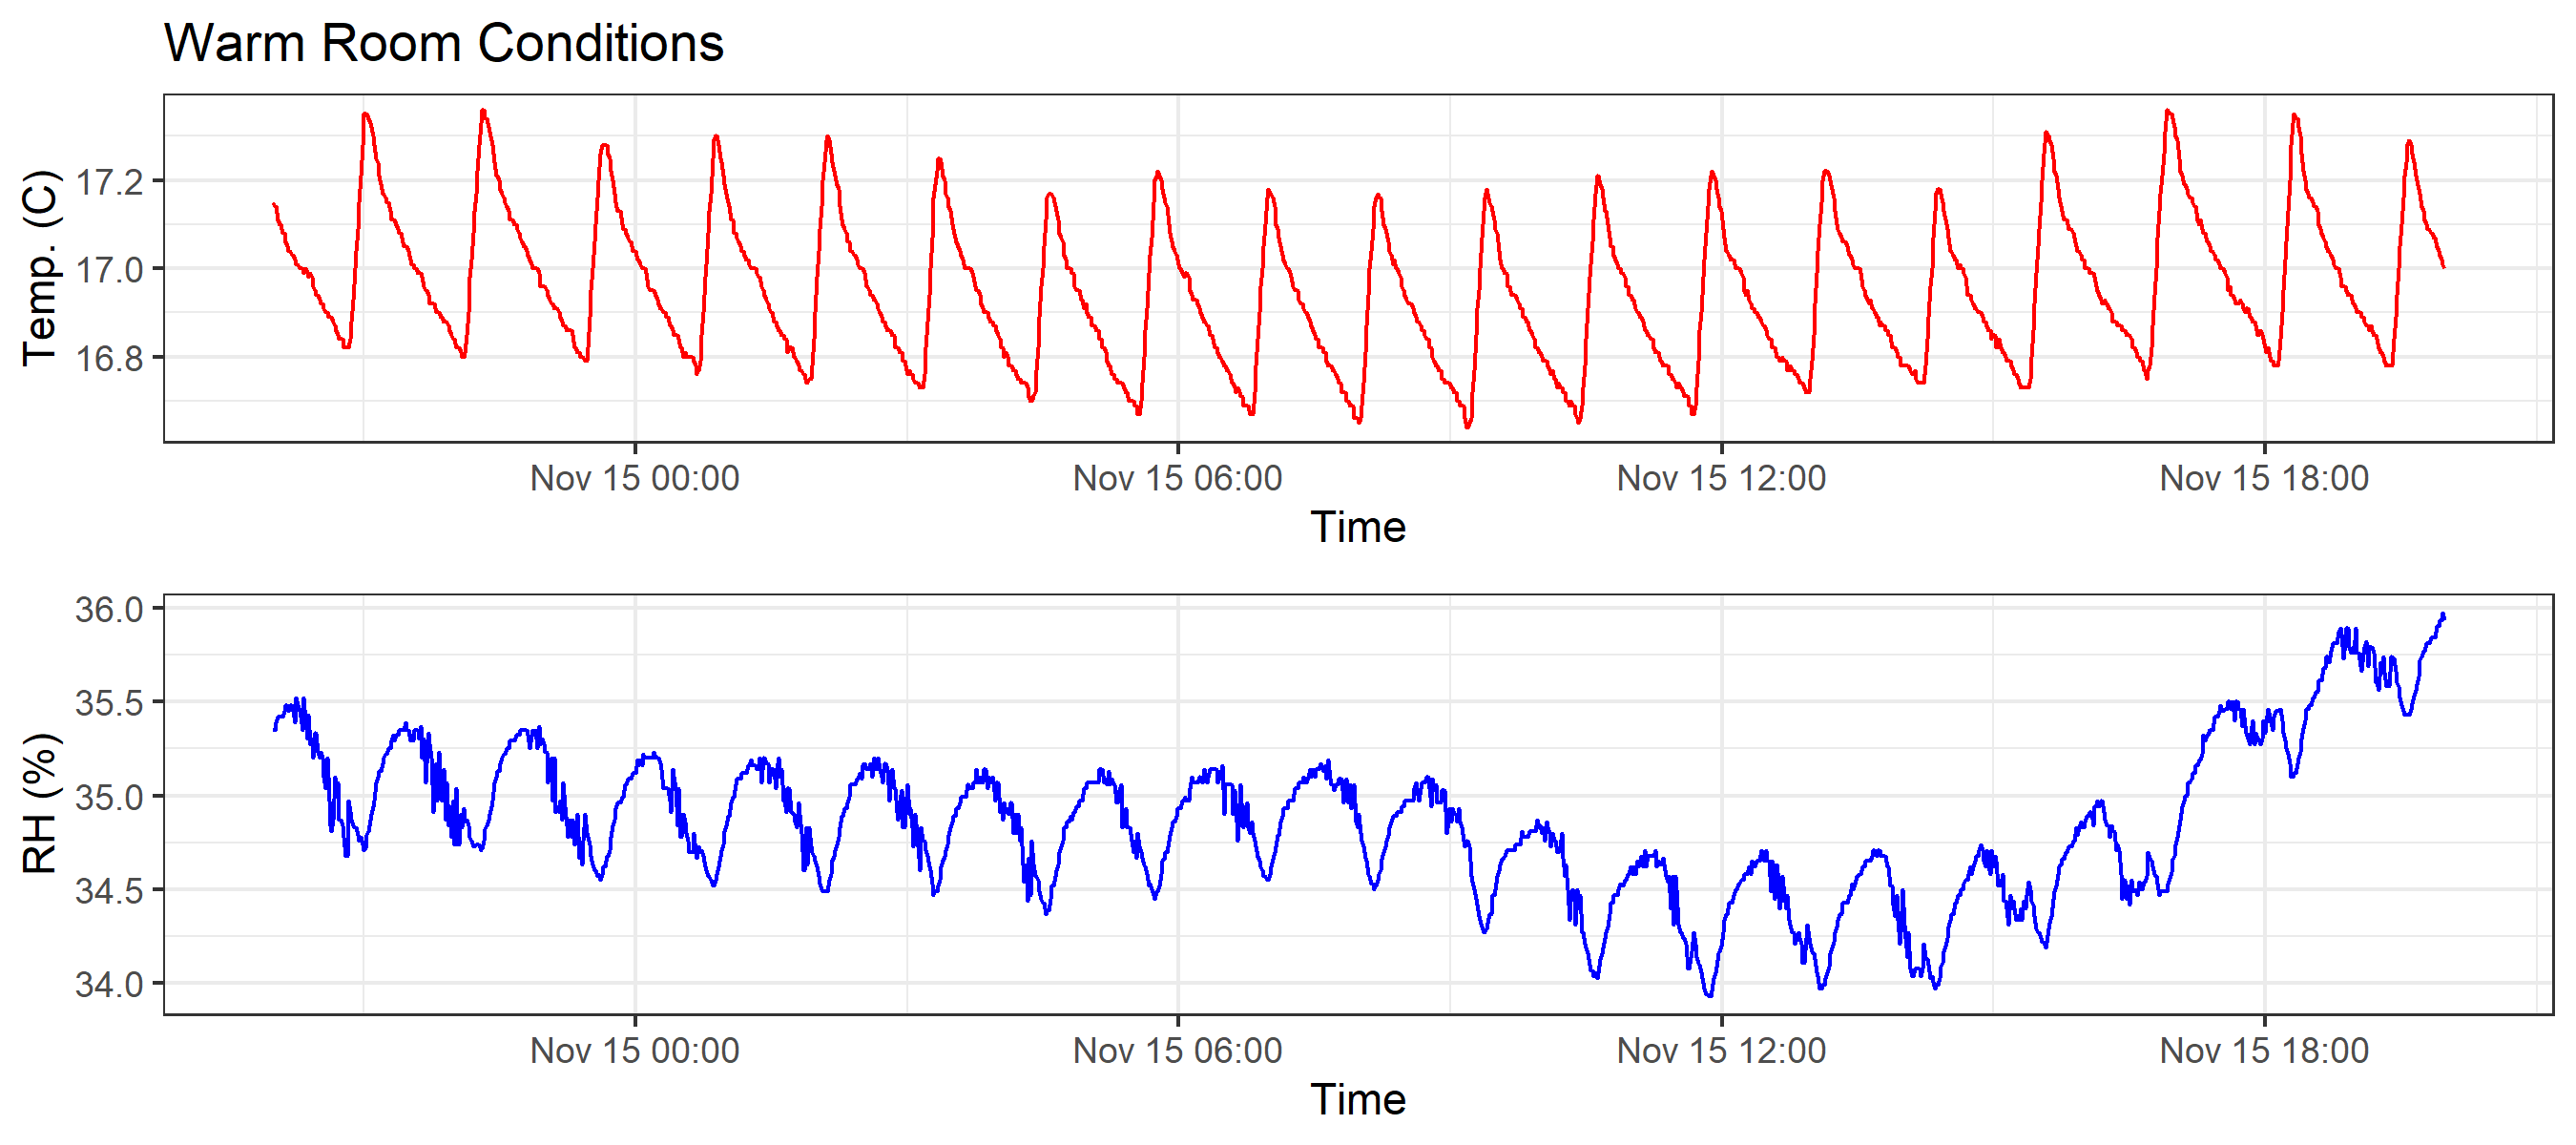 Warm Room Conditions
Temp. (C)
17.2
17.0
16.8
Nov 15 00:00 Nov 15 06:00 Nov 15 12:00 Nov 15 18:00
Time
RH (%)
36.0
35.5
35.0
34.5
34.0
Nov 15 00:00 Nov 15 06:00 Nov 15 12:00 Nov 15 18:00
Time